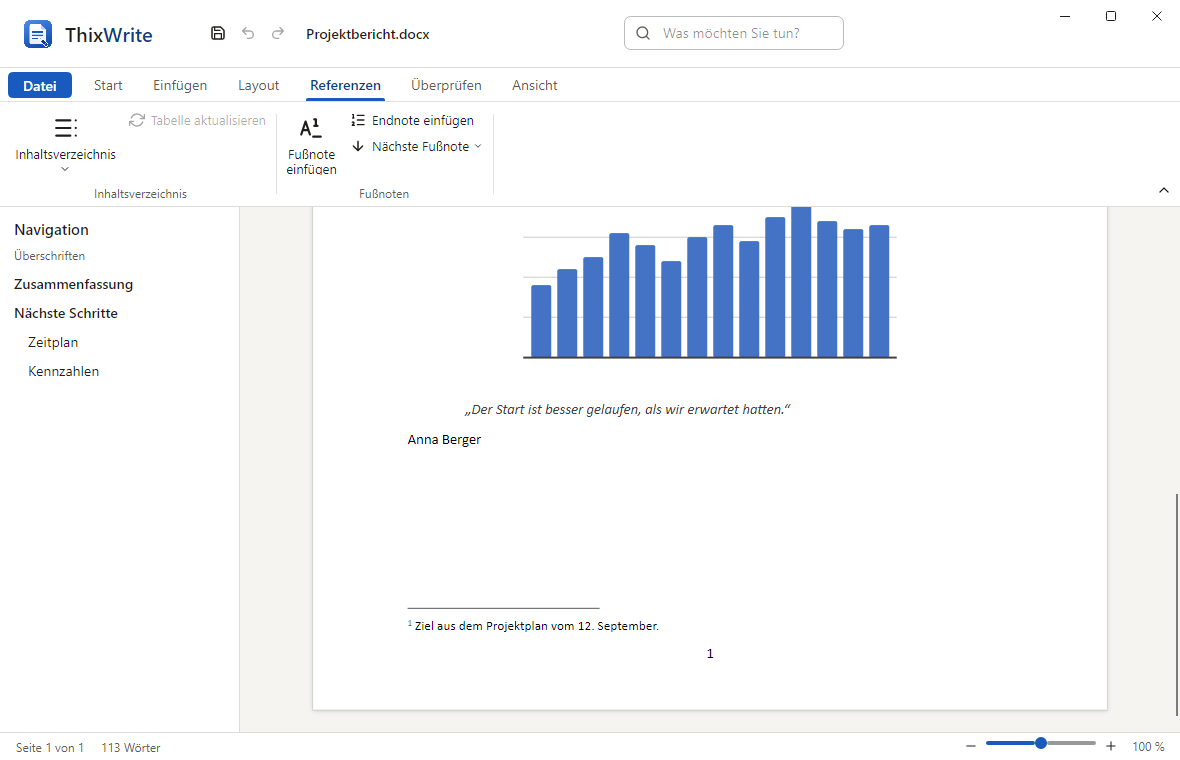 ThixWrite
Projektbericht.docx
Was möchten Sie tun?
Datei
Start
Einfügen
Layout
Referenzen
Überprüfen
Ansicht
Inhaltsverzeichnis
Tabelle aktualisieren
Inhaltsverzeichnis
A1
Fußnote
einfügen
Endnote einfügen
Nächste Fußnote
Fußnoten
Navigation
Überschriften
Zusammenfassung
Nächste Schritte
Zeitplan
Kennzahlen
„Der Start ist besser gelaufen, als wir erwartet hatten.“
Anna Berger
1 Ziel aus dem Projektplan vom 12. September.
1
Seite 1 von 1
113 Wörter
100 %